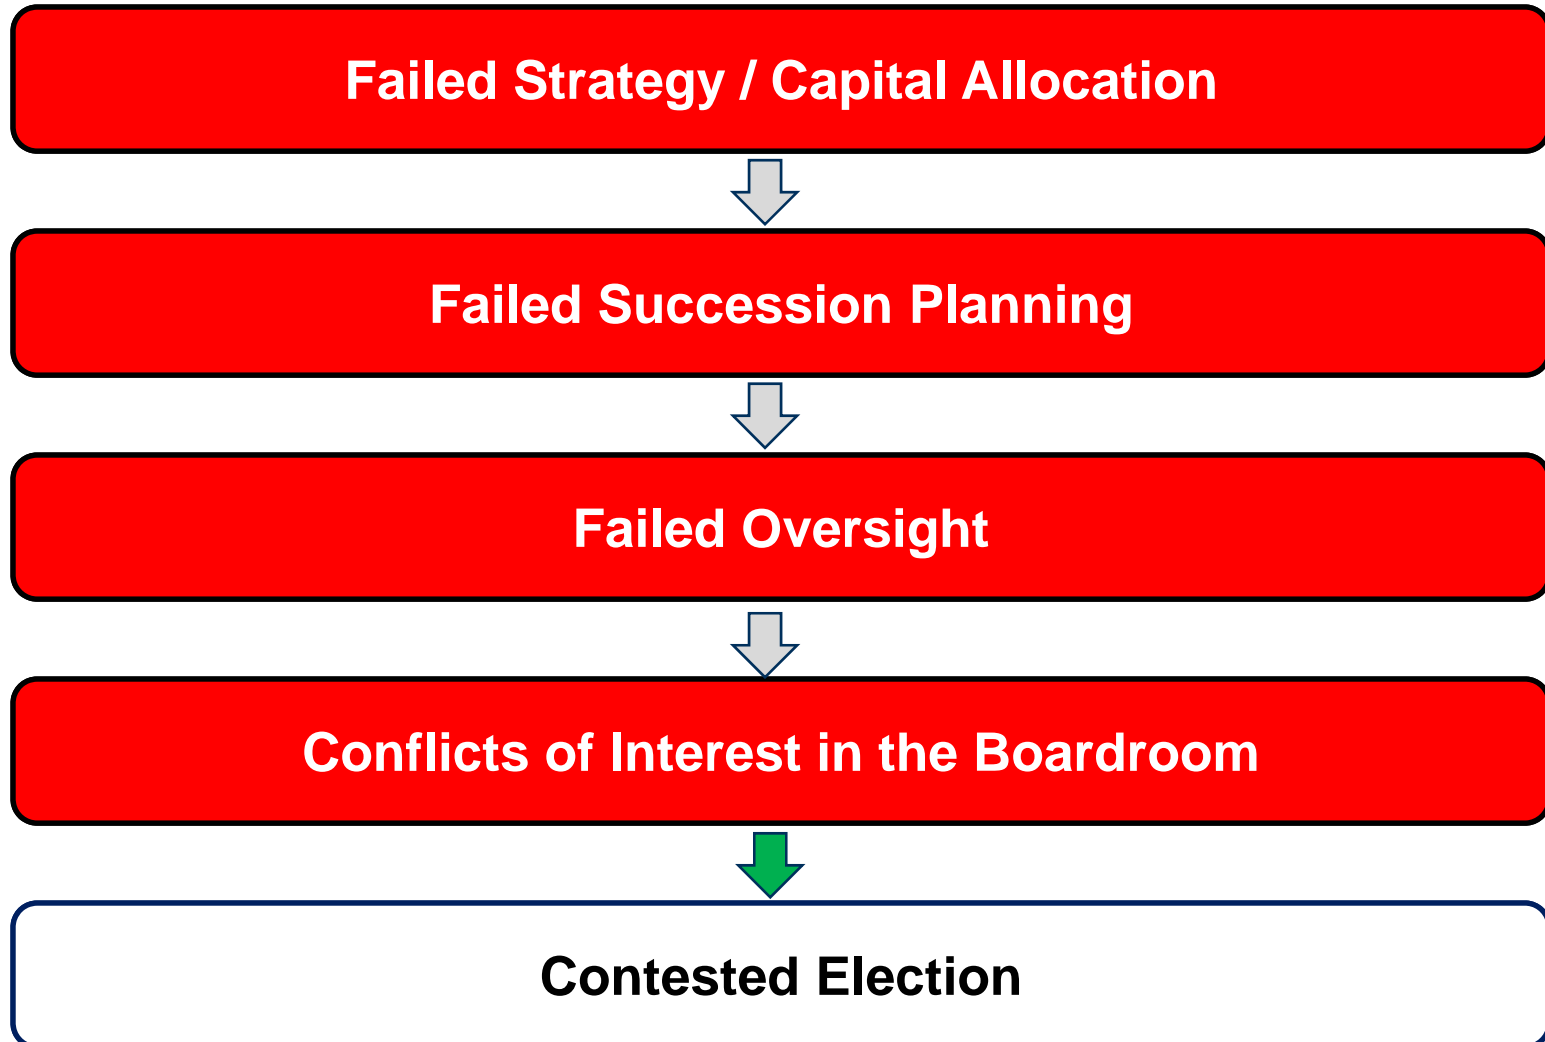 Failed Strategy / Capital Allocation
Failed Succession Planning
Failed Oversight
Conflicts of Interest in the Boardroom
Contested Election